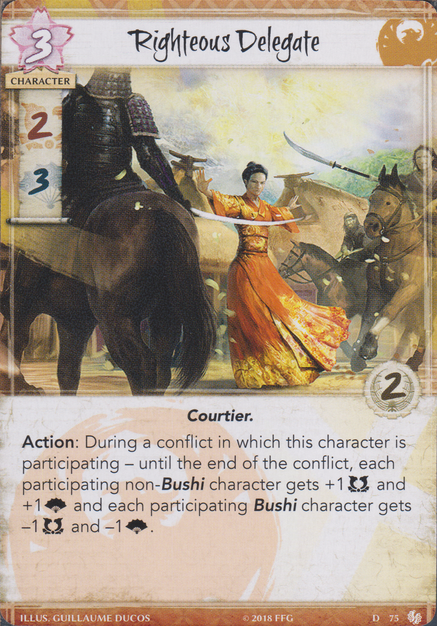 3
Righteous Delegate
CHARACTER
2
3
2
Courtier.
Action: During a conflict in which this character is
participating – until the end of the conflict, each
participating non-Bushi character gets +1 and
+1 and each participating Bushi character gets
–1 and –1.
ILLUS. GUILLAUME DUCOS © 2018 FFG D 75